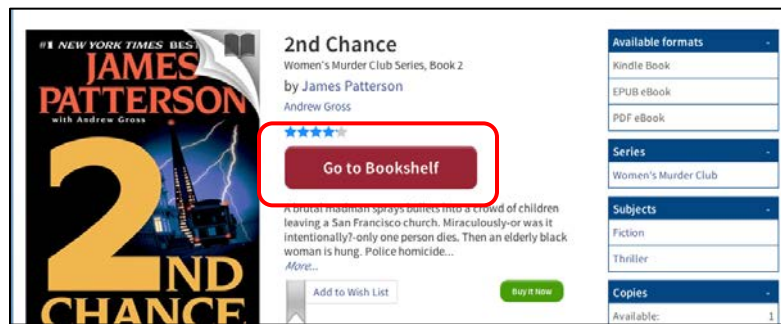 #1 NEW YORK TIMES BEST
JAMES
PATTERSON
with Andrew Gross
2
ND
CHANCE
2nd Chance
Women's Murder Club Series, Book 2
by James Patterson
Andrew Gross
Go to Bookshelf
A brutal madman sprays bullets into a crowd of children
leaving a San Francisco church. Miraculously-or was it
intentionally?-only one person dies. Then an elderly black
woman is hung. Police homicide...
More...
Add to Wish List
Buy It Now
Available formats -
Kindle Book
EPUB eBook
PDF eBook
Series -
Women's Murder Club
Subjects -
Fiction
Thriller
Copies -
Available: 1